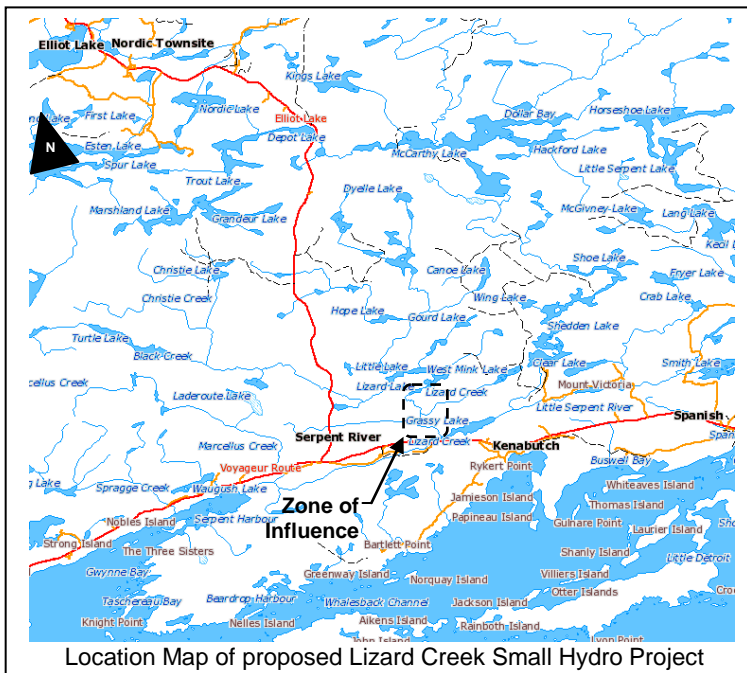 Elliot Lake Nordic Townsite
Kings Lake
Dollar Bay
Horseshoe Lake
First Lake
Nordic Lake
Elliot Lake
N
Esten Lake
Depot Lake
Hackford Lake
McCarthy Lake
Spur Lake
Little Serpent Lake
Trout Lake
Dyelle Lake
Marshland Lake
McGivney Lake
Lang Lake
Grandeur Lake
Christie Lake
Canoe Lake
Shoe Lake
Fryer Lake
Christie Creek
Wing Lake
Crab Lake
Hope Lake
Gourd Lake
Turtle Lake
Shedden Lake
Black Creek
Little Lake
West Mink Lake
Clear Lake
Smith Lake
Lizard Lake
Lizard Creek
Mount Victoria
Laderoute Lake
Little Serpent River
Grassy Lake
Spanish
Serpent River
Lizard Creek
Marcellus Creek
Kenabutch
Voyageur Route
Rykert Point
Buswell Bay
Spragge Creek
Waugush Lake
Whiteaves Island
Zone of
Influence
Jamieson Island
Thomas Island
Nobles Island
Papineau Island
Gulnare Point
Serpent Harbour
Laurier Island
Strong Island
The Three Sisters
Bartlett Point
Shanly Island
Little Detroit
Gwynne Bay
Greenway Island
Norquay Island
Villiers Island
Otter Islands
Taschereau Bay
Beardrop Harbour
Whalesback Channel
Jackson Island
Knight Point
Nelles Island
Aikens Island
Rainboth Island
John Island
Lyon Point
Location Map of proposed Lizard Creek Small Hydro Project